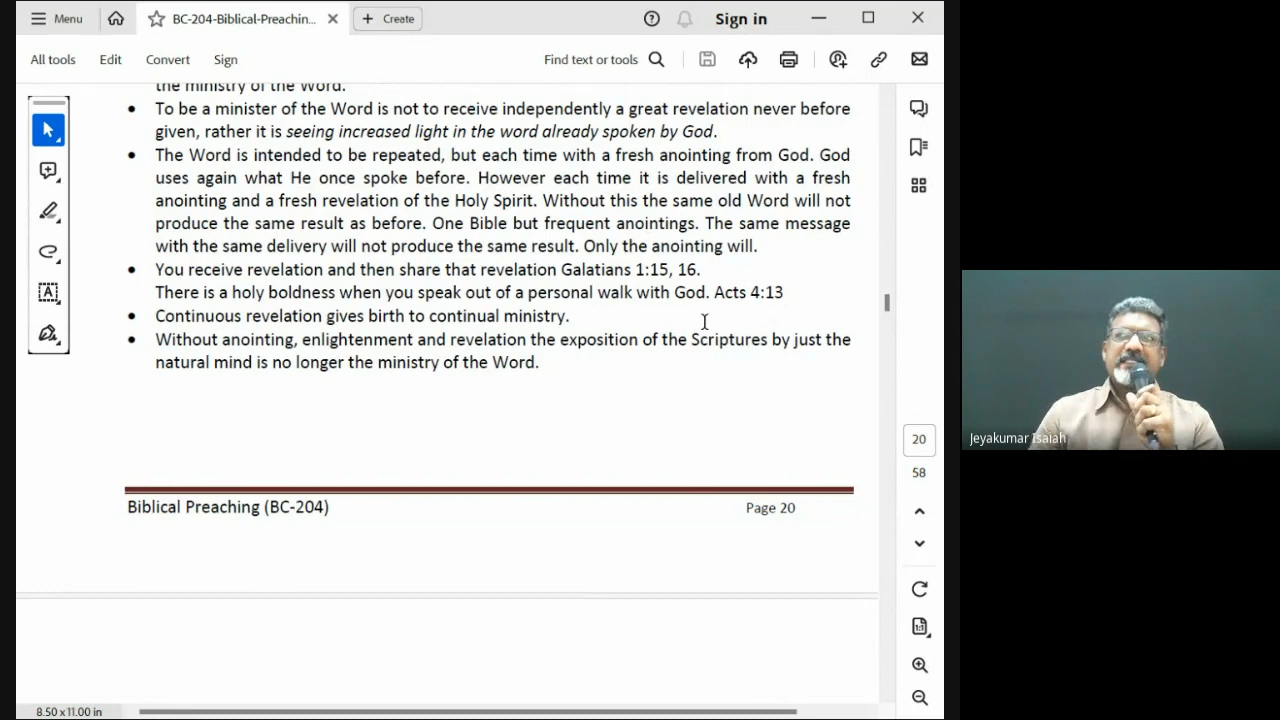 Menu
BC-204-Biblical-Preachin...
Create
Sign in
All tools
Edit
Convert
Sign
Find text or tools
the ministry of the Word.
• To be a minister of the Word is not to receive independently a great revelation never before
given, rather it is seeing increased light in the word already spoken by God.
• The Word is intended to be repeated, but each time with a fresh anointing from God. God
uses again what He once spoke before. However each time it is delivered with a fresh
anointing and a fresh revelation of the Holy Spirit. Without this the same old Word will not
produce the same result as before. One Bible but frequent anointings. The same message
with the same delivery will not produce the same result. Only the anointing will.
• You receive revelation and then share that revelation Galatians 1:15, 16.
There is a holy boldness when you speak out of a personal walk with God. Acts 4:13
• Continuous revelation gives birth to continual ministry.
• Without anointing, enlightenment and revelation the exposition of the Scriptures by just the
natural mind is no longer the ministry of the Word.
Biblical Preaching (BC-204)
Page 20
20
58
8.50 x 11.00 in
Jeyakumar Isaiah